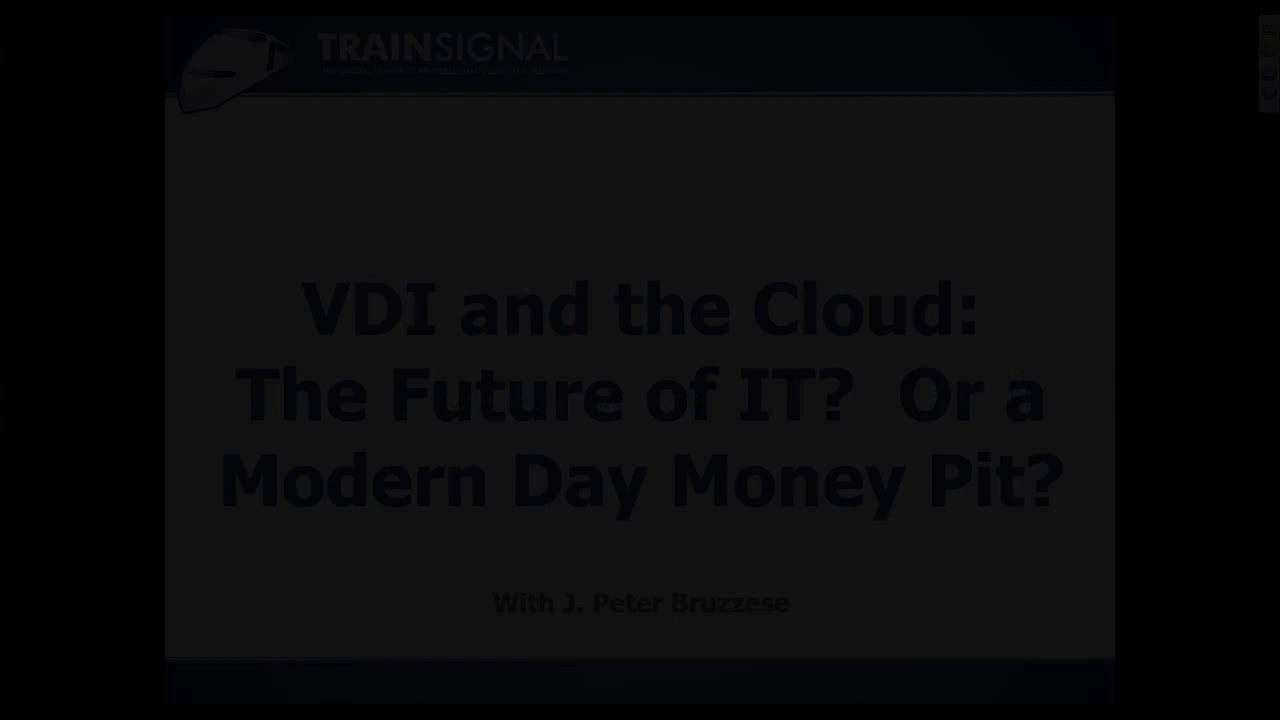 TRAINSIGNAL
VDI and the Cloud:
The Future of IT? Or a
Modern Day Money Pit?
With J. Peter Bruzzese